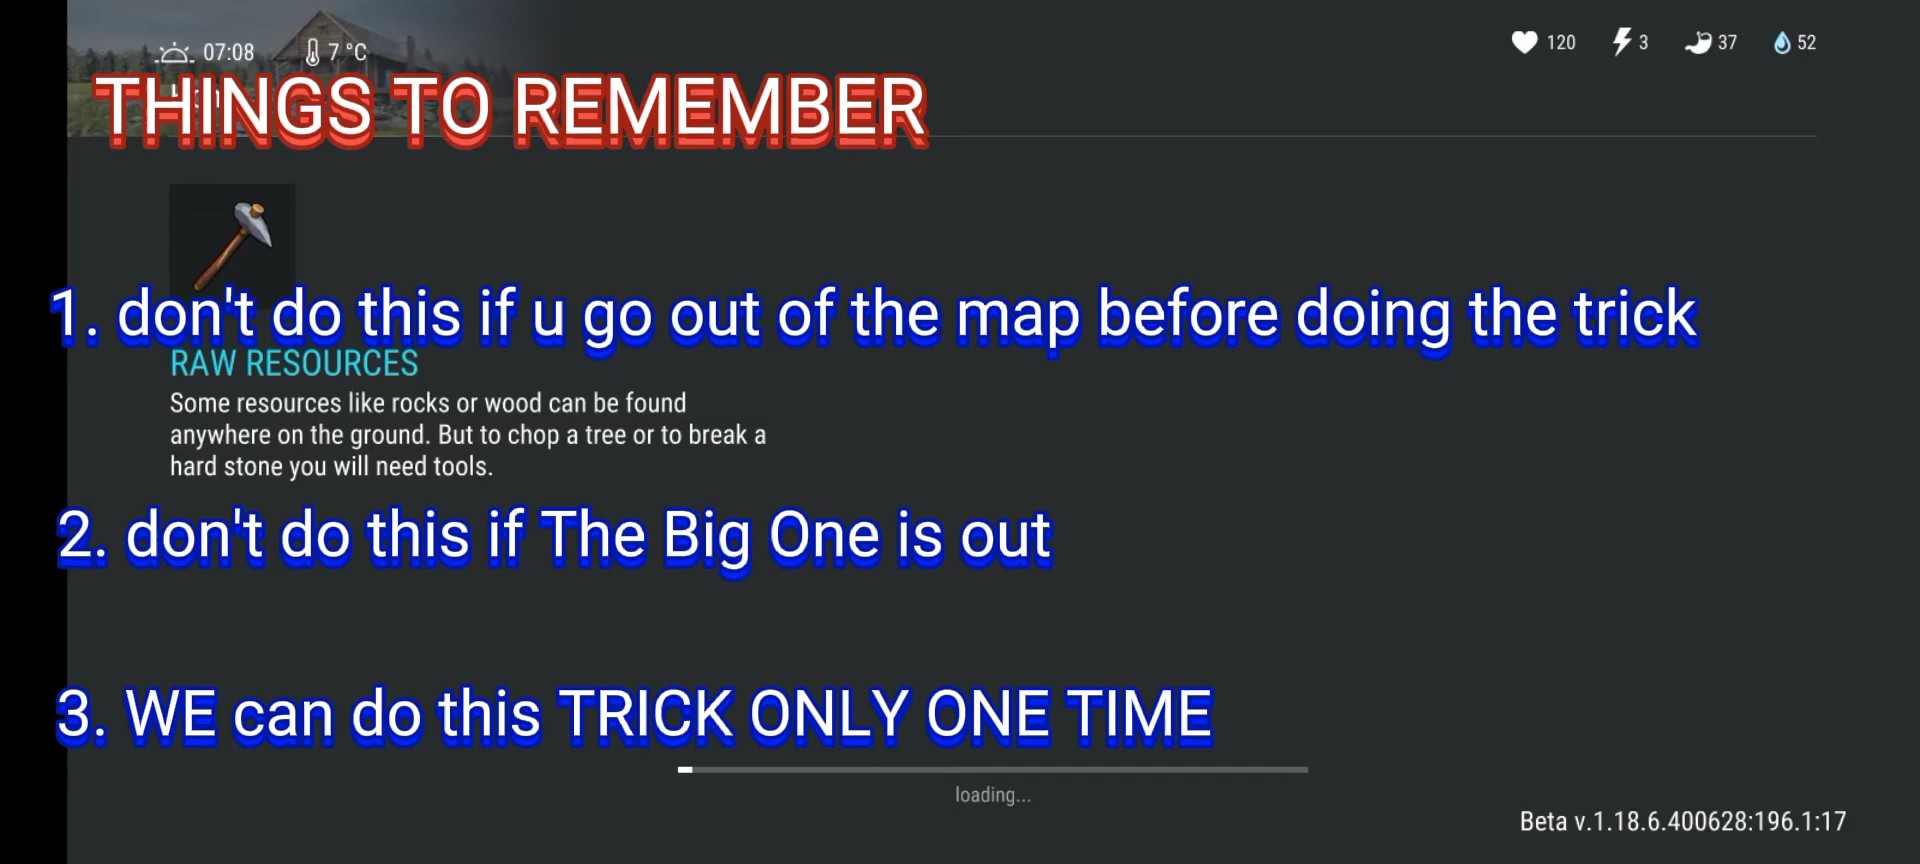 07:08 7 °C 120 3 37 52
THINGS TO REMEMBER
1. don't do this if u go out of the map before doing the trick
RAW RESOURCES
Some resources like rocks or wood can be found
anywhere on the ground. But to chop a tree or to break a
hard stone you will need tools.
2. don't do this if The Big One is out
3. WE can do this TRICK ONLY ONE TIME
loading...
Beta v.1.18.6.400628:196.1:17